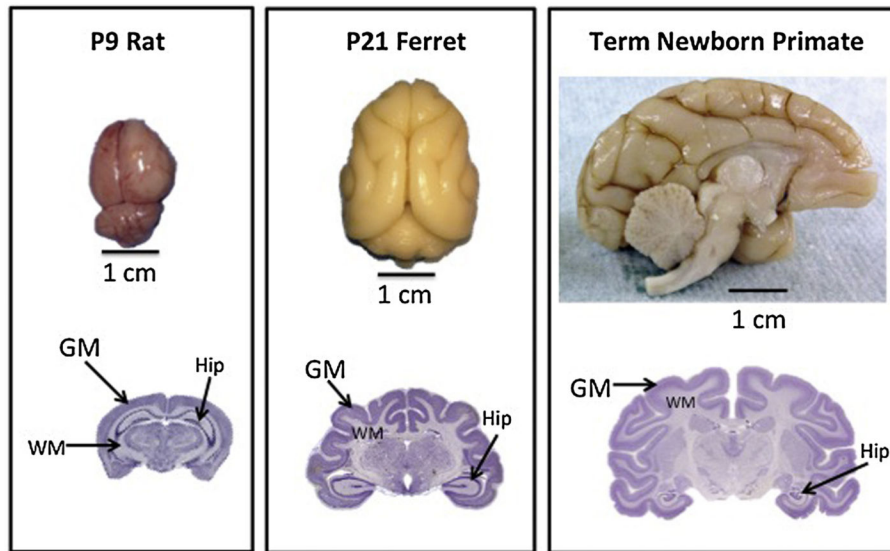 P9 Rat
1 cm
GM
Hip
WM
P21 Ferret
1 cm
GM
WM
Hip
Term Newborn Primate
1 cm
GM
WM
Hip